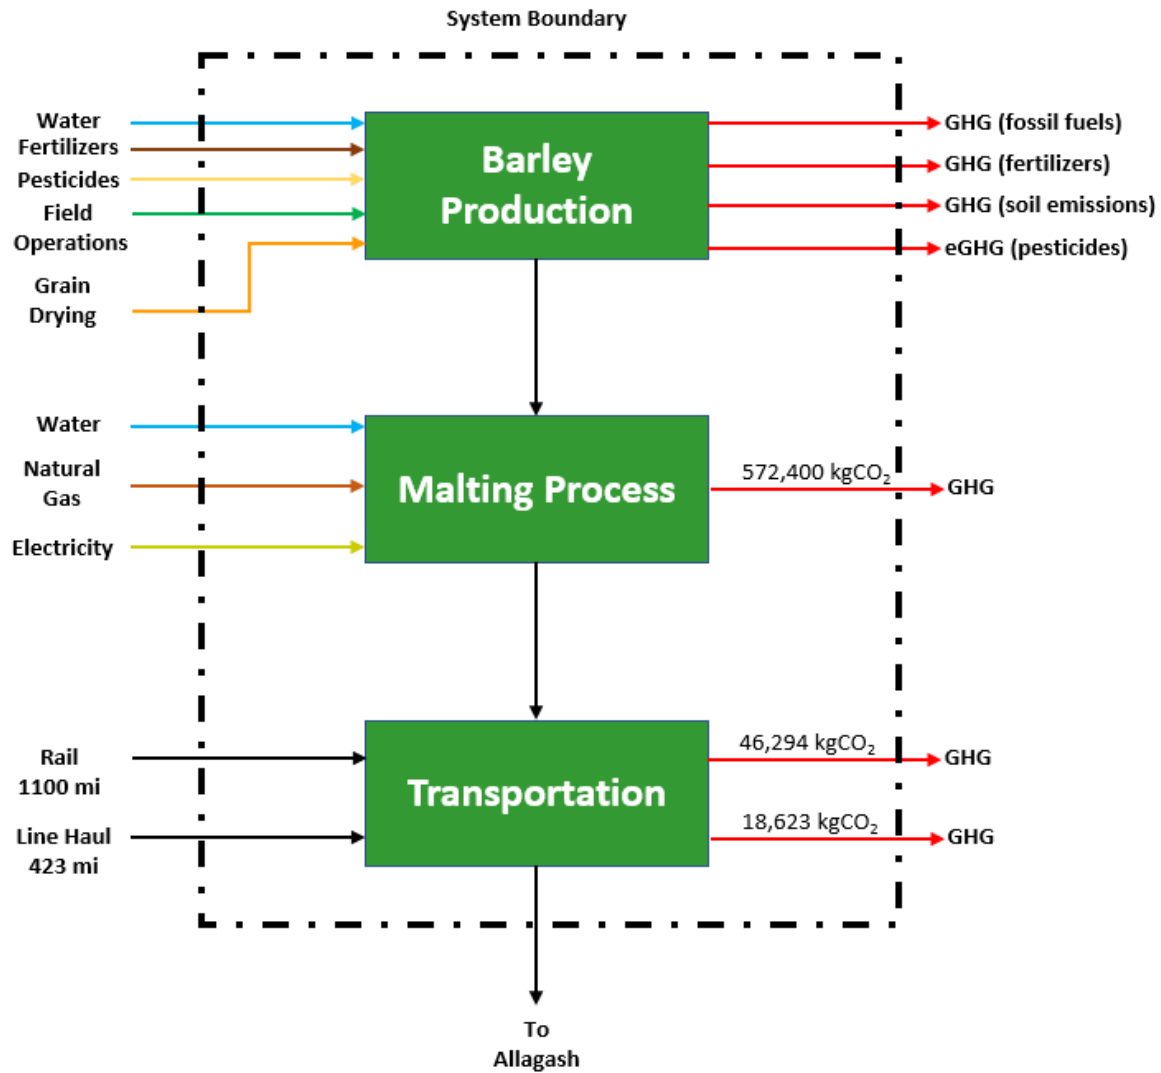 System Boundary
Water
Fertilizers
Pesticides
Field
Operations
Grain
Drying
Barley
Production
GHG (fossil fuels)
GHG (fertilizers)
GHG (soil emissions)
eGHG (pesticides)
Water
Natural
Gas
Electricity
Malting Process
572,400 kgCO₂
GHG
Rail
1100 mi
Line Haul
423 mi
Transportation
46,294 kgCO₂
GHG
18,623 kgCO₂
GHG
To
Allagash